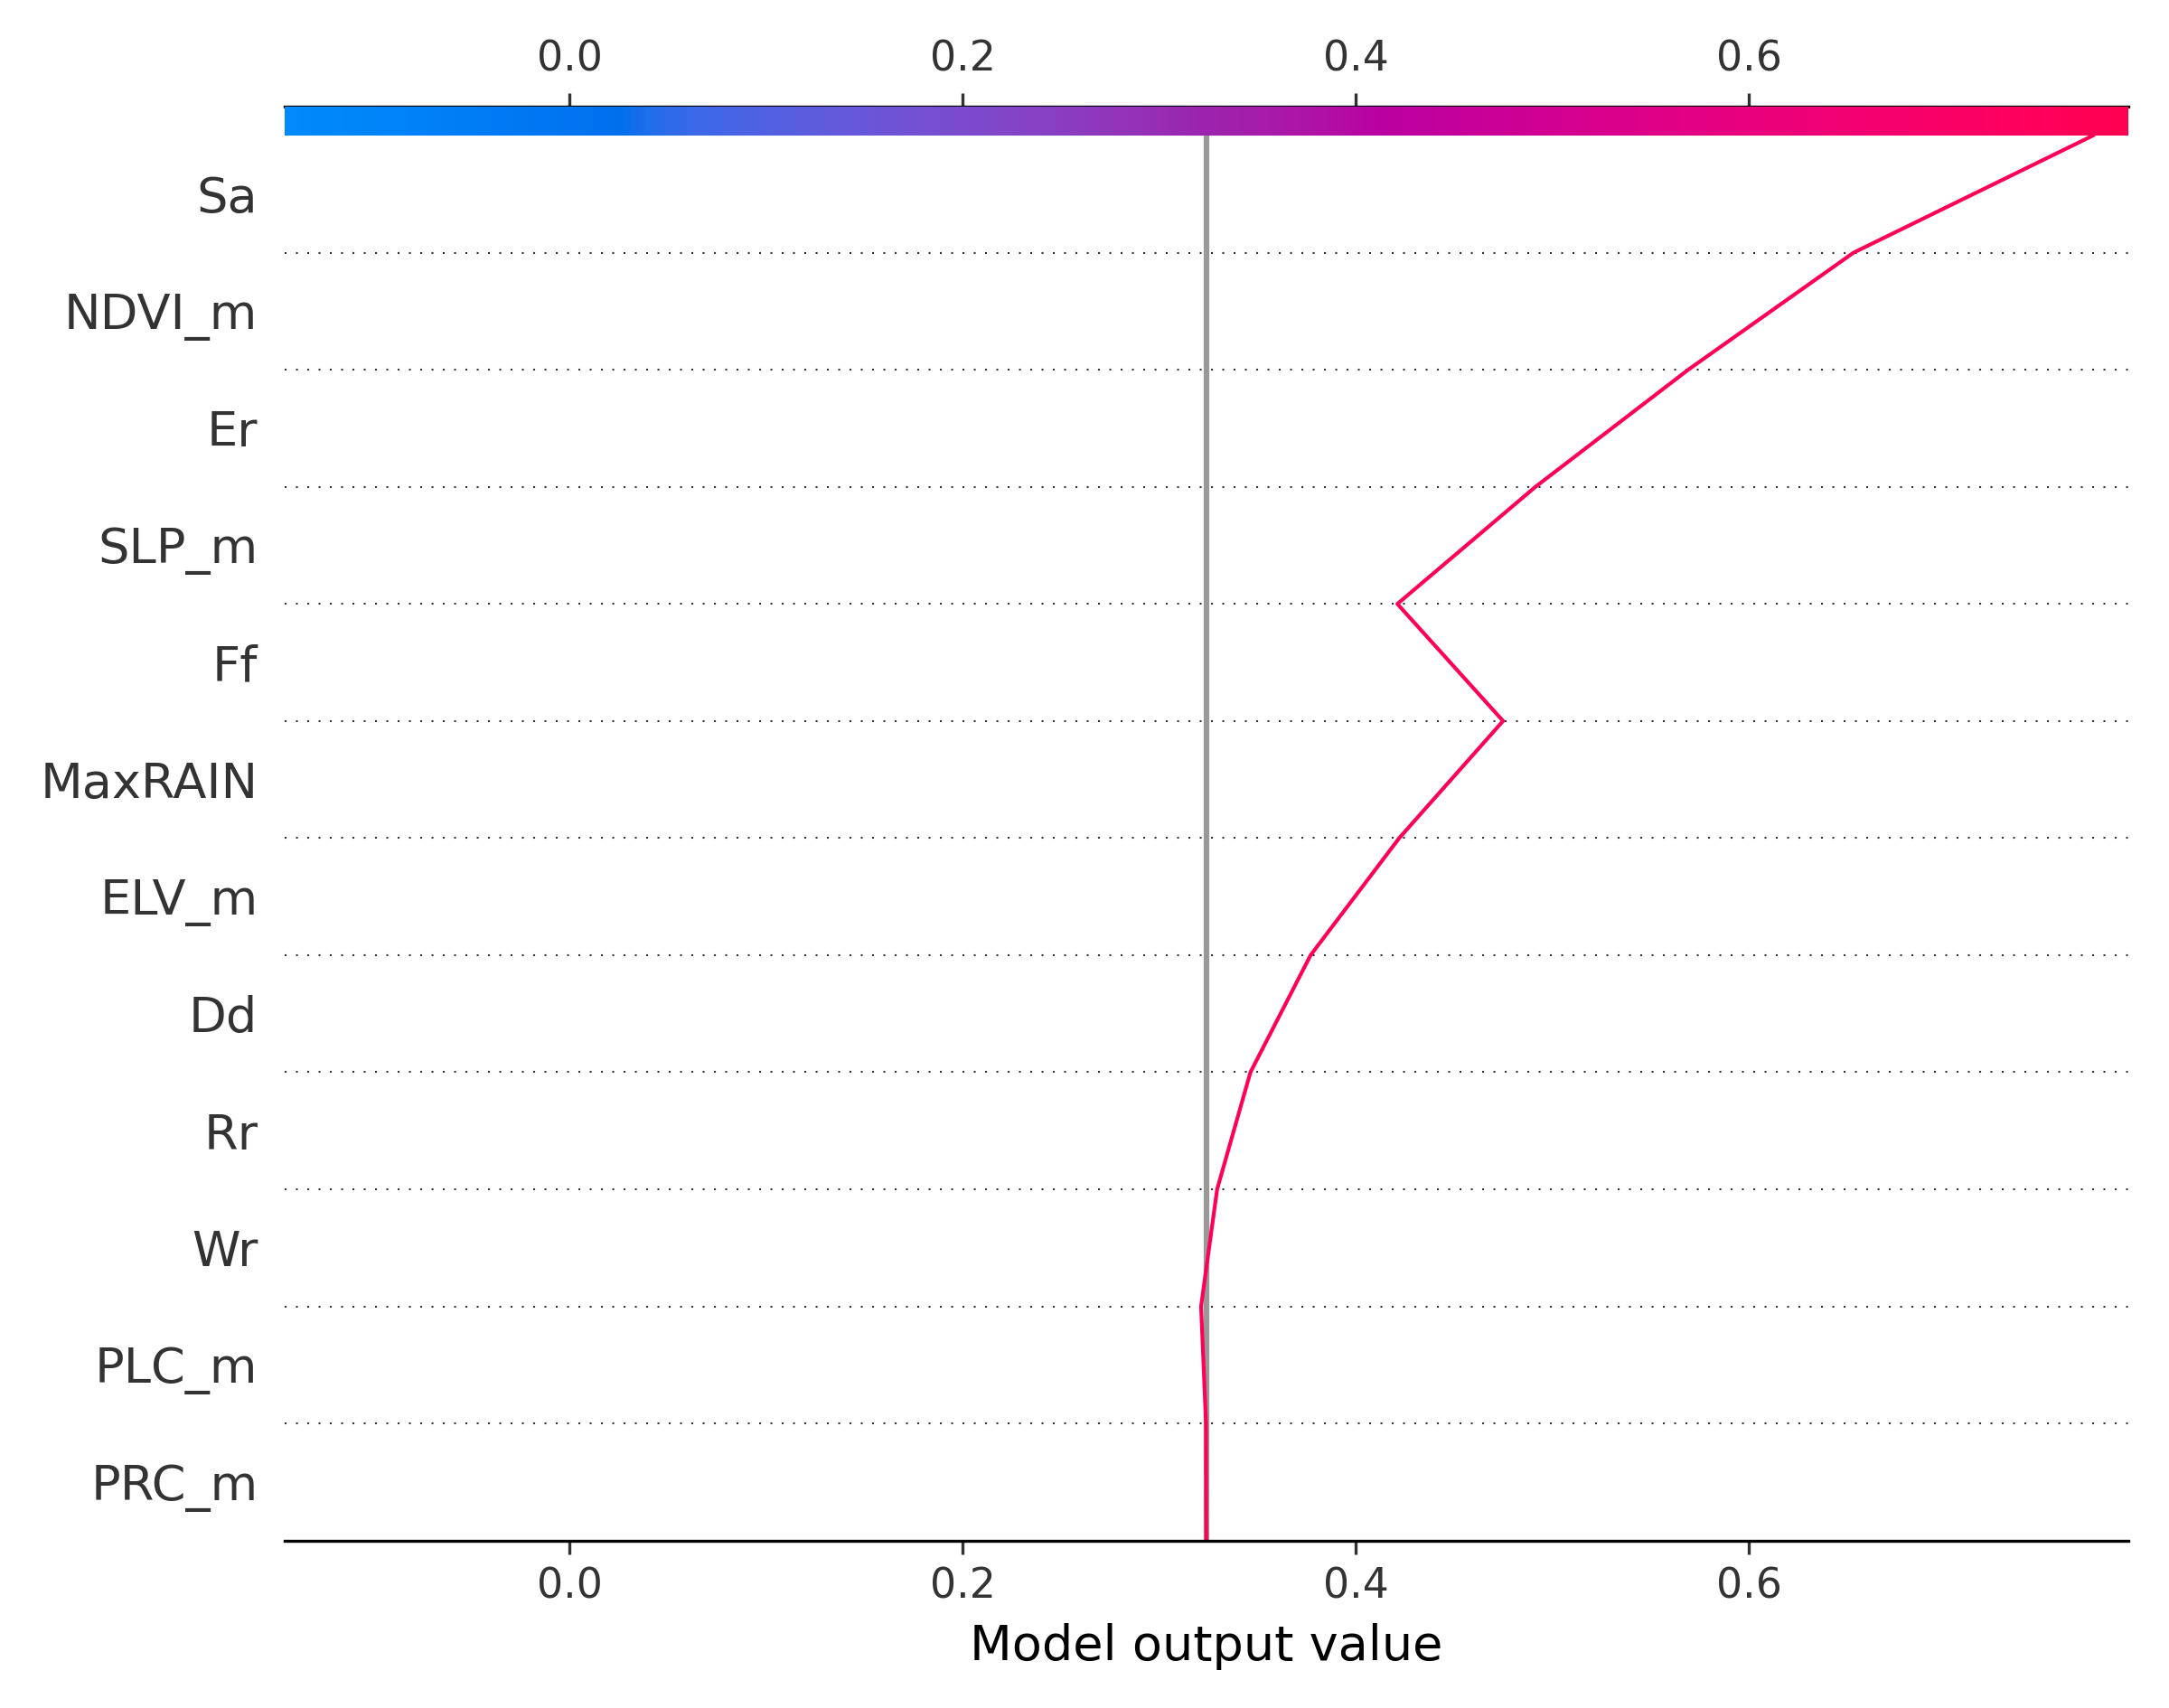 0.0 0.2 0.4 0.6
Sa
NDVI_m
Er
SLP_m
Ff
MaxRAIN
ELV_m
Dd
Rr
Wr
PLC_m
PRC_m
0.0 0.2 0.4 0.6
Model output value